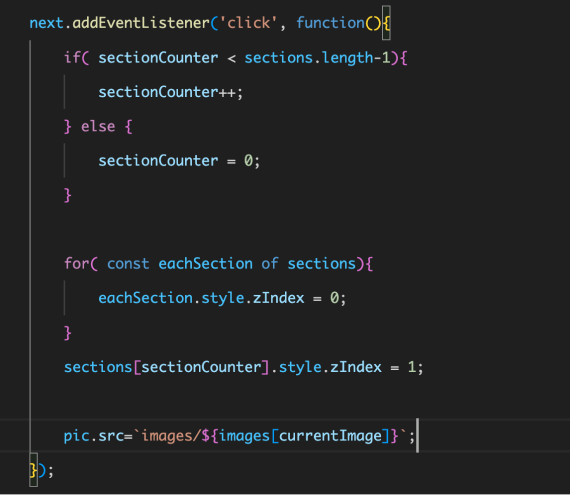 next.addEventListener('click', function(){
if( sectionCounter < sections.length-1){
sectionCounter++;
} else {
sectionCounter = 0;
}
for( const eachSection of sections){
eachSection.style.zIndex = 0;
}
sections[sectionCounter].style.zIndex = 1;
pic.src=`images/${images[currentImage]}`;
});